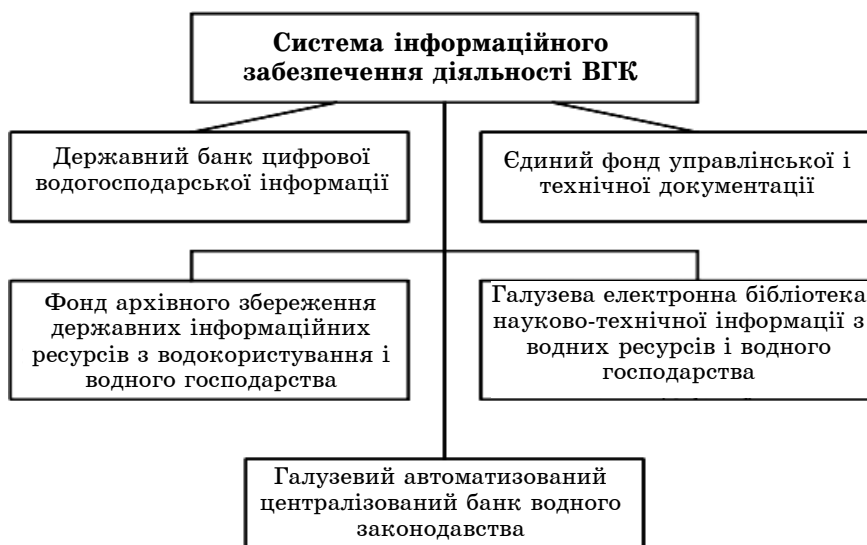 Система інформаційного
забезпечення діяльності ВГК
Державний банк цифрової
водогосподарської інформації
Єдиний фонд управлінської і
технічної документації
Фонд архівного збереження
державних інформаційних
ресурсів з водокористування і
водного господарства
Галузева електронна бібліотека
науково-технічної інформації з
водних ресурсів і водного
господарства
Галузевий автоматизований
централізований банк водного
законодавства